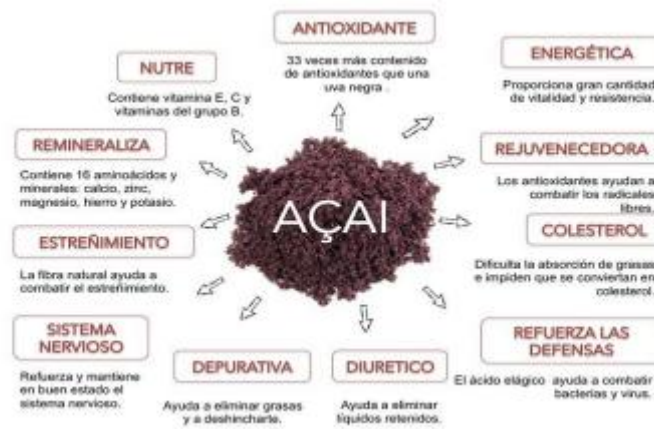 ANTIOXIDANTE
33 veces más contenido
de antioxidantes que una
uva negra .
NUTRE
Contiene vitamina E, C y
vitaminas del grupo B.
ENERGÉTICA
Proporciona gran cantidad
de vitalidad y resistencia.
REMINERALIZA
Contiene 16 aminoácidos y
minerales: calcio, zinc,
magnesio, hierro y potasio.
REJUVENECEDORA
Los antioxidantes ayudan a
combatir los radicales
libres.
AÇAI
ESTREÑIMIENTO
La fibra natural ayuda a
combatir el estreñimiento.
COLESTEROL
Dificulta la absorción de grasas
e impiden que se conviertan en
colesterol.
SISTEMA
NERVIOSO
Refuerza y mantiene
en buen estado el
sistema nervioso.
DEPURATIVA
Ayuda a eliminar grasas
y a deshincharte.
DIURETICO
Ayuda a eliminar
líquidos retenidos.
REFUERZA LAS
DEFENSAS
El ácido elágico ayuda a combatir
bacterias y virus.